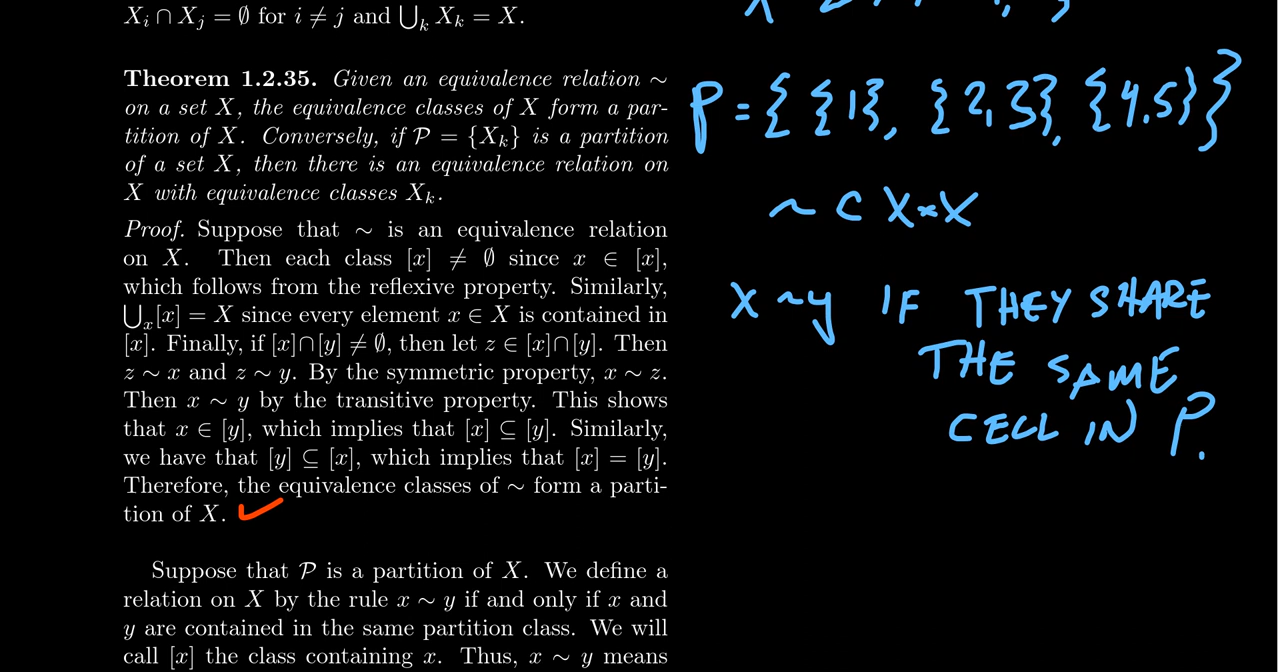 X_i ∩ X_j = ∅ for i ≠ j and ⋃_k X_k = X.
Theorem 1.2.35. Given an equivalence relation ∼
on a set X, the equivalence classes of X form a par-
tition of X. Conversely, if 𝒫 = {X_k} is a partition
of a set X, then there is an equivalence relation on
X with equivalence classes X_k.
Proof. Suppose that ∼ is an equivalence relation
on X. Then each class [x] ≠ ∅ since x ∈ [x],
which follows from the reflexive property. Similarly,
⋃_x[x] = X since every element x ∈ X is contained in
[x]. Finally, if [x]∩[y] ≠ ∅, then let z ∈ [x]∩[y]. Then
z ∼ x and z ∼ y. By the symmetric property, x ∼ z.
Then x ∼ y by the transitive property. This shows
that x ∈ [y], which implies that [x] ⊆ [y]. Similarly,
we have that [y] ⊆ [x], which implies that [x] = [y].
Therefore, the equivalence classes of ∼ form a parti-
tion of X.
Suppose that 𝒫 is a partition of X. We define a
relation on X by the rule x ∼ y if and only if x and
y are contained in the same partition class. We will
call [x] the class containing x. Thus, x ∼ y means
P = { {1}, {2,3}, {4,5} }
∼ ⊂ X×X
X ∼ y IF THEY SHARE
THE SAME
CELL IN P.